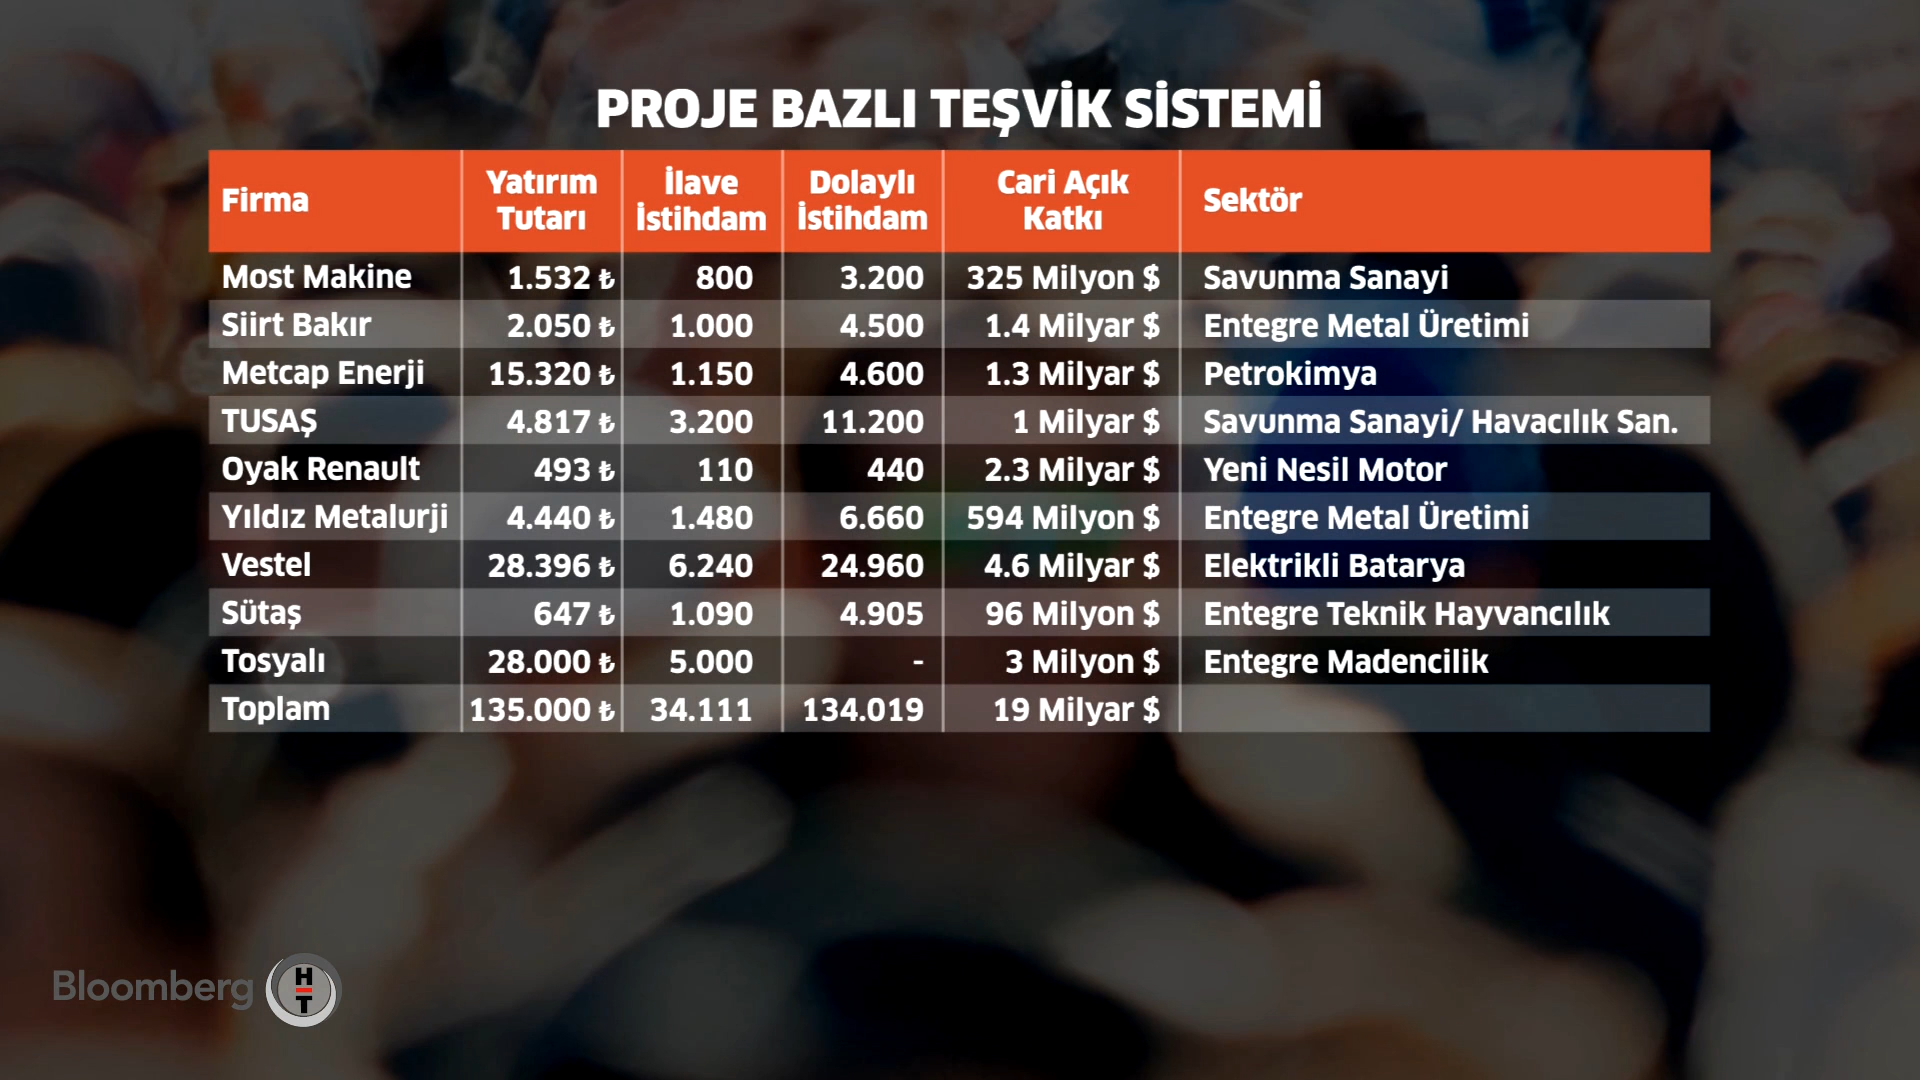 PROJE BAZLI TEŞVİK SİSTEMİ
Firma Yatırım Tutarı İlave İstihdam Dolaylı İstihdam Cari Açık Katkı Sektör
Most Makine 1.532 ₺ 800 3.200 325 Milyon $ Savunma Sanayi
Siirt Bakır 2.050 ₺ 1.000 4.500 1.4 Milyar $ Entegre Metal Üretimi
Metcap Enerji 15.320 ₺ 1.150 4.600 1.3 Milyar $ Petrokimya
TUSAŞ 4.817 ₺ 3.200 11.200 1 Milyar $ Savunma Sanayi/ Havacılık San.
Oyak Renault 493 ₺ 110 440 2.3 Milyar $ Yeni Nesil Motor
Yıldız Metalurji 4.440 ₺ 1.480 6.660 594 Milyon $ Entegre Metal Üretimi
Vestel 28.396 ₺ 6.240 24.960 4.6 Milyar $ Elektrikli Batarya
Sütaş 647 ₺ 1.090 4.905 96 Milyon $ Entegre Teknik Hayvancılık
Tosyalı 28.000 ₺ 5.000 - 3 Milyon $ Entegre Madencilik
Toplam 135.000 ₺ 34.111 134.019 19 Milyar $
Bloomberg HT